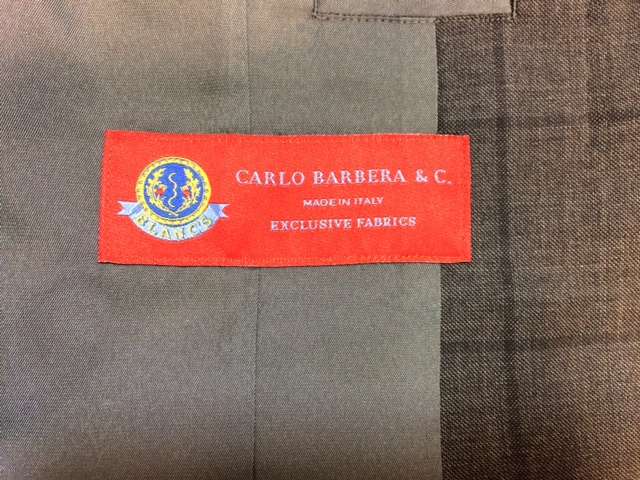 CARLO BARBERA & C.
MADE IN ITALY
EXCLUSIVE FABRICS